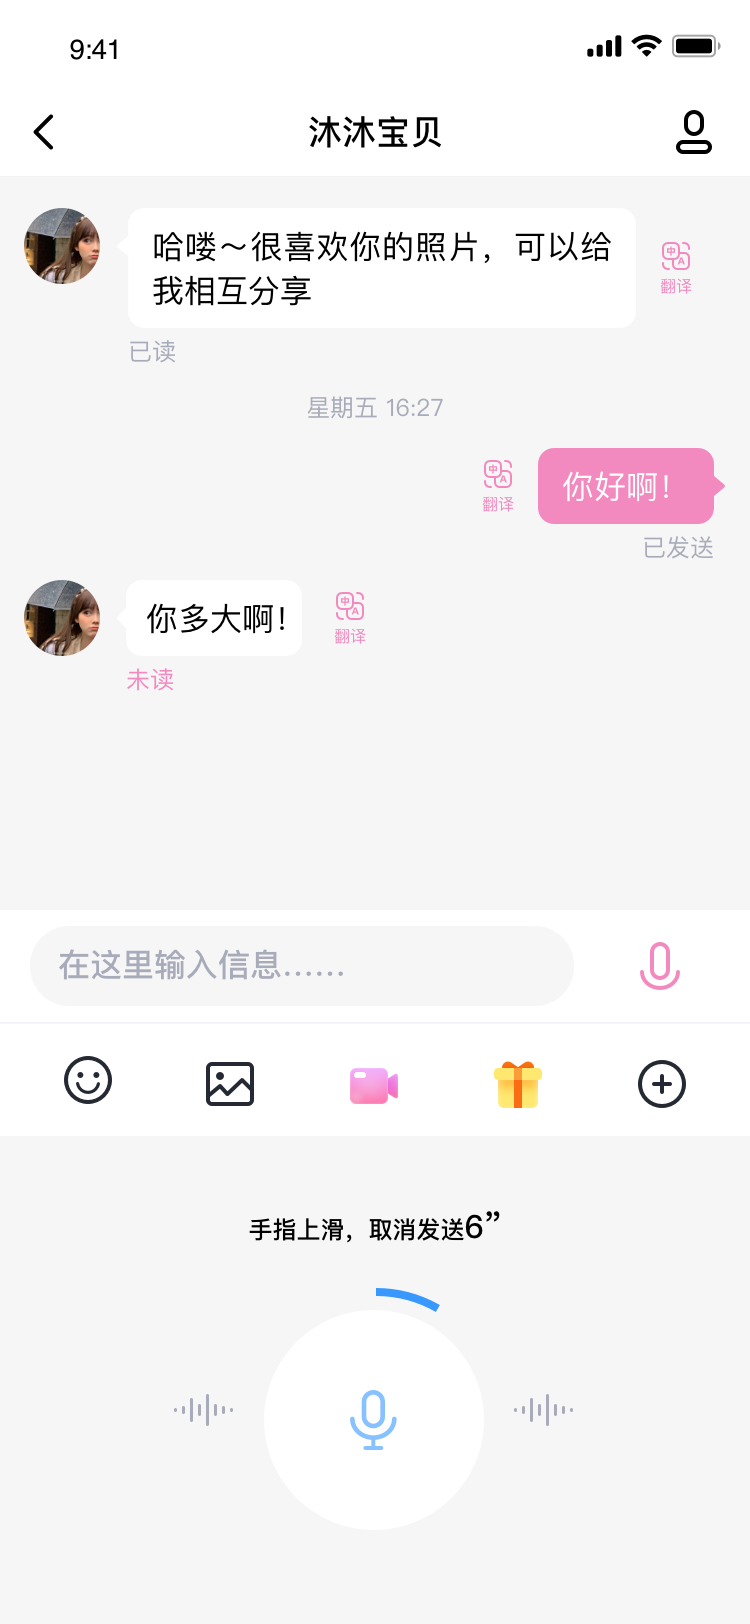 9:41
沐沐宝贝
哈喽～很喜欢你的照片，可以给
我相互分享
中A
翻译
已读
星期五 16:27
中A
翻译
你好啊！
已发送
你多大啊！
中A
翻译
未读
在这里输入信息......
手指上滑，取消发送6”